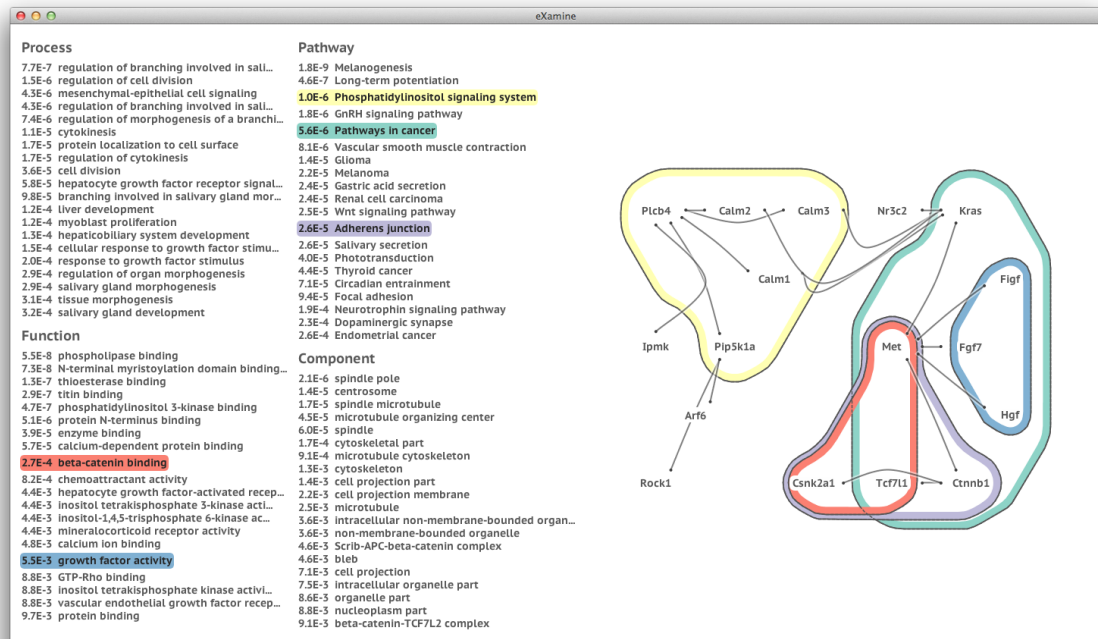 eXamine
Process
7.7E-7 regulation of branching involved in sali...
1.5E-6 regulation of cell division
4.3E-6 mesenchymal-epithelial cell signaling
4.3E-6 regulation of branching involved in sali...
7.4E-6 regulation of morphogenesis of a branchi...
1.1E-5 cytokinesis
1.7E-5 protein localization to cell surface
1.7E-5 regulation of cytokinesis
3.6E-5 cell division
5.8E-5 hepatocyte growth factor receptor signal...
9.8E-5 branching involved in salivary gland mor...
1.2E-4 liver development
1.2E-4 myoblast proliferation
1.3E-4 hepaticobiliary system development
1.5E-4 cellular response to growth factor stimu...
2.0E-4 response to growth factor stimulus
2.9E-4 regulation of organ morphogenesis
2.9E-4 salivary gland morphogenesis
3.1E-4 tissue morphogenesis
3.2E-4 salivary gland development
Function
5.5E-8 phospholipase binding
7.3E-8 N-terminal myristoylation domain binding...
1.3E-7 thioesterase binding
2.9E-7 titin binding
4.7E-7 phosphatidylinositol 3-kinase binding
5.1E-6 protein N-terminus binding
3.9E-5 enzyme binding
5.7E-5 calcium-dependent protein binding
2.7E-4 beta-catenin binding
8.2E-4 chemoattractant activity
4.4E-3 hepatocyte growth factor-activated recep...
4.4E-3 inositol tetrakisphosphate 3-kinase acti...
4.4E-3 inositol-1,4,5-trisphosphate 6-kinase ac...
4.4E-3 mineralocorticoid receptor activity
4.8E-3 calcium ion binding
5.5E-3 growth factor activity
8.8E-3 GTP-Rho binding
8.8E-3 inositol tetrakisphosphate kinase activi...
8.8E-3 vascular endothelial growth factor recep...
9.7E-3 protein binding
Pathway
1.8E-9 Melanogenesis
4.6E-7 Long-term potentiation
1.0E-6 Phosphatidylinositol signaling system
1.8E-6 GnRH signaling pathway
5.6E-6 Pathways in cancer
8.1E-6 Vascular smooth muscle contraction
1.4E-5 Glioma
2.2E-5 Melanoma
2.4E-5 Gastric acid secretion
2.4E-5 Renal cell carcinoma
2.5E-5 Wnt signaling pathway
2.6E-5 Adherens junction
2.6E-5 Salivary secretion
4.0E-5 Phototransduction
4.4E-5 Thyroid cancer
7.1E-5 Circadian entrainment
9.4E-5 Focal adhesion
1.9E-4 Neurotrophin signaling pathway
2.3E-4 Dopaminergic synapse
2.6E-4 Endometrial cancer
Component
2.1E-6 spindle pole
1.4E-5 centrosome
1.7E-5 spindle microtubule
4.5E-5 microtubule organizing center
6.0E-5 spindle
1.7E-4 cytoskeletal part
9.1E-4 microtubule cytoskeleton
1.3E-3 cytoskeleton
1.4E-3 cell projection part
2.2E-3 cell projection membrane
2.5E-3 microtubule
3.6E-3 intracellular non-membrane-bounded organ...
3.6E-3 non-membrane-bounded organelle
4.6E-3 Scrib-APC-beta-catenin complex
4.6E-3 bleb
7.1E-3 cell projection
7.5E-3 intracellular organelle part
8.6E-3 organelle part
8.8E-3 nucleoplasm part
9.1E-3 beta-catenin-TCF7L2 complex
Plcb4 Calm2 Calm3 Nr3c2 Kras
Calm1 Figf
Ipmk Pip5k1a Met Fgf7
Arf6 Hgf
Rock1 Csnk2a1 Tcf7l1 Ctnnb1